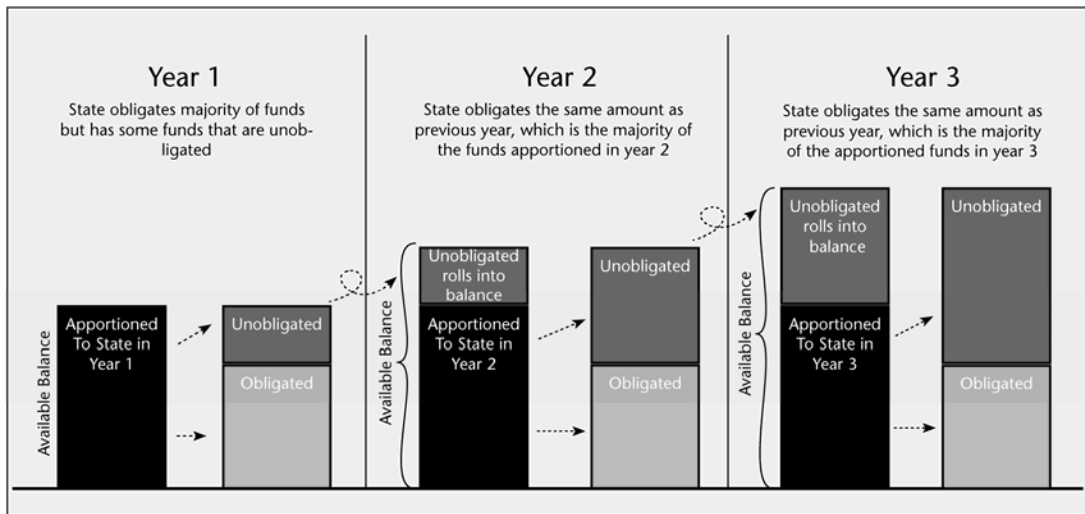 Year 1
State obligates majority of funds
but has some funds that are unob-
ligated
Available Balance
Apportioned
To State in
Year 1
Unobligated
Obligated
Year 2
State obligates the same amount as
previous year, which is the majority of
the funds apportioned in year 2
Available Balance
Unobligated
rolls into
balance
Apportioned
To State in
Year 2
Unobligated
Obligated
Year 3
State obligates the same amount as
previous year, which is the majority
of the apportioned funds in year 3
Available Balance
Unobligated
rolls into
balance
Apportioned
To State in
Year 3
Unobligated
Obligated